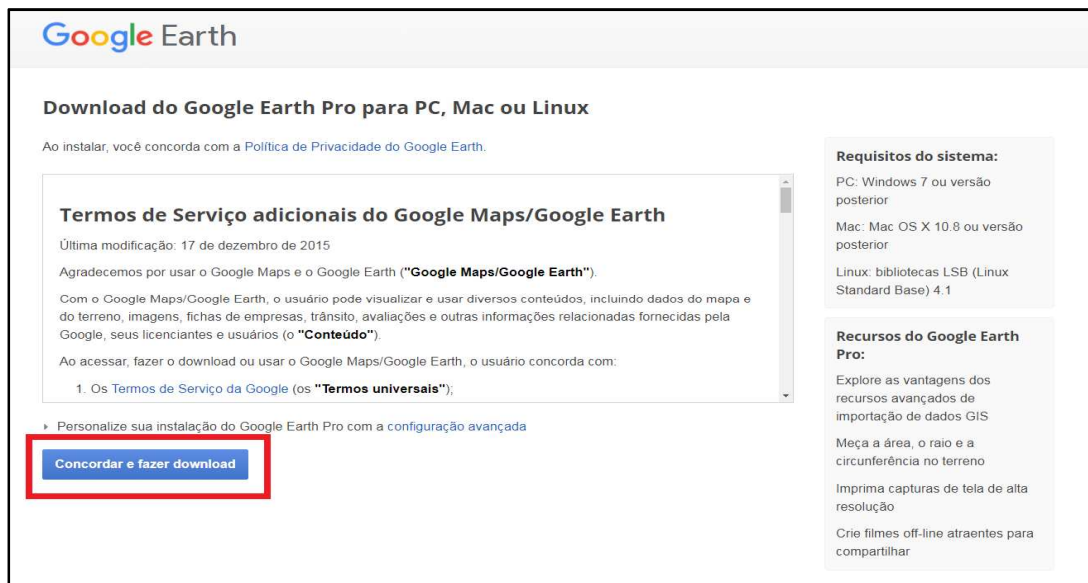 Google Earth
Download do Google Earth Pro para PC, Mac ou Linux
Ao instalar, você concorda com a Política de Privacidade do Google Earth.
Termos de Serviço adicionais do Google Maps/Google Earth
Última modificação: 17 de dezembro de 2015
Agradecemos por usar o Google Maps e o Google Earth ("Google Maps/Google Earth").
Com o Google Maps/Google Earth, o usuário pode visualizar e usar diversos conteúdos, incluindo dados do mapa e
do terreno, imagens, fichas de empresas, trânsito, avaliações e outras informações relacionadas fornecidas pela
Google, seus licenciantes e usuários (o "Conteúdo").
Ao acessar, fazer o download ou usar o Google Maps/Google Earth, o usuário concorda com:
1. Os Termos de Serviço da Google (os "Termos universais");
Personalize sua instalação do Google Earth Pro com a configuração avançada
Concordar e fazer download
Requisitos do sistema:
PC: Windows 7 ou versão
posterior
Mac: Mac OS X 10.8 ou versão
posterior
Linux: bibliotecas LSB (Linux
Standard Base) 4.1
Recursos do Google Earth
Pro:
Explore as vantagens dos
recursos avançados de
importação de dados GIS
Meça a área, o raio e a
circunferência no terreno
Imprima capturas de tela de alta
resolução
Crie filmes off-line atraentes para
compartilhar